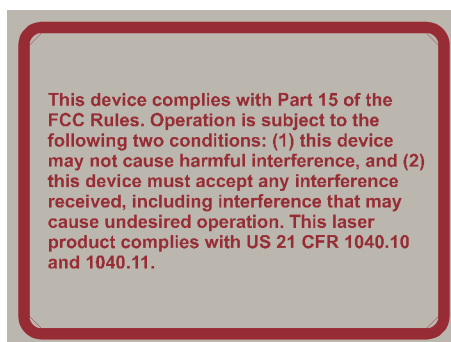 This device complies with Part 15 of the
FCC Rules. Operation is subject to the
following two conditions: (1) this device
may not cause harmful interference, and (2)
this device must accept any interference
received, including interference that may
cause undesired operation. This laser
product complies with US 21 CFR 1040.10
and 1040.11.